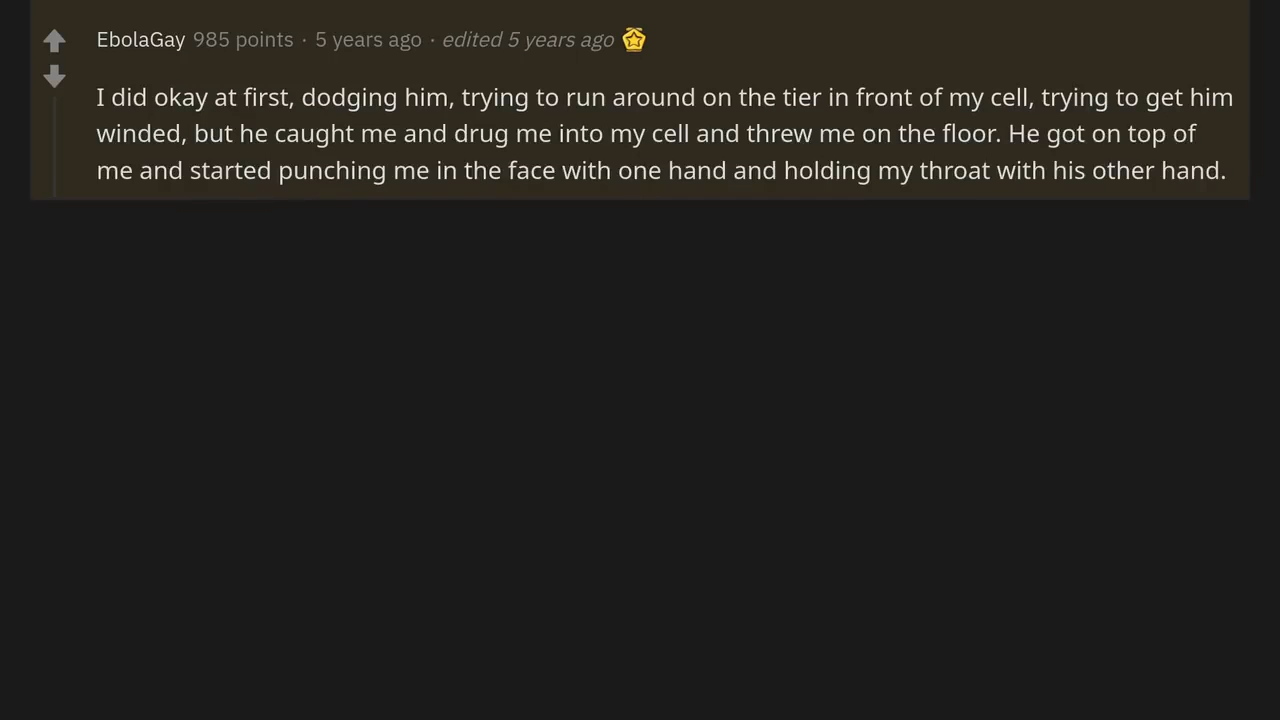 EbolaGay 985 points · 5 years ago · edited 5 years ago
I did okay at first, dodging him, trying to run around on the tier in front of my cell, trying to get him
winded, but he caught me and drug me into my cell and threw me on the floor. He got on top of
me and started punching me in the face with one hand and holding my throat with his other hand.